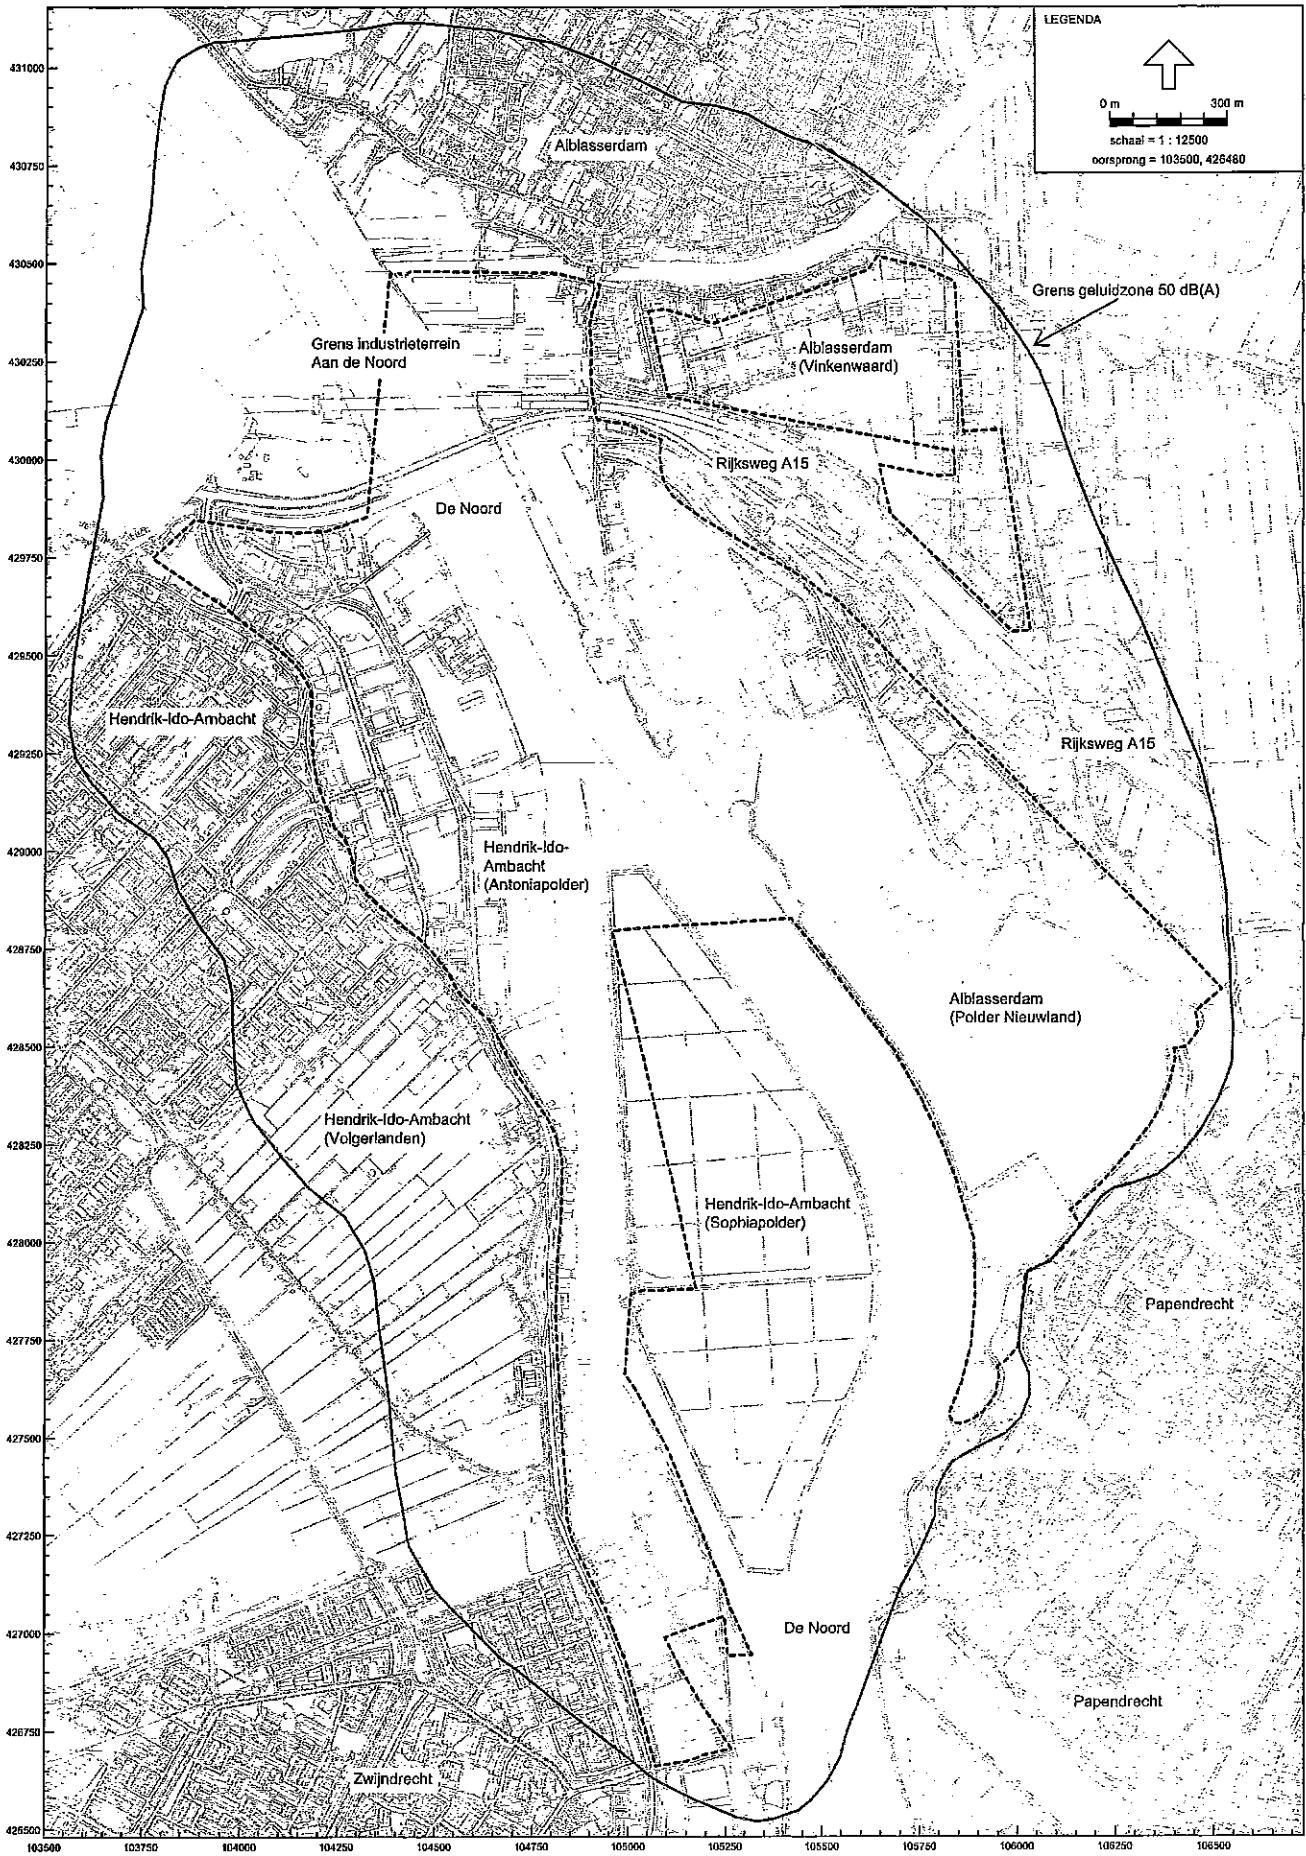 LEGENDA
0 m 300 m
schaal = 1 : 12500
oorsprong = 103500, 426480
431000
430750
430500
430250
430000
429750
429500
429250
429000
428750
428500
428250
428000
427750
427500
427250
427000
426750
426500
Alblasserdam
Grens geluidzone 50 dB(A)
Grens industrieterrein
Aan de Noord
Alblasserdam
(Vinkenwaard)
Rijksweg A15
De Noord
Hendrik-Ido-Ambacht
Rijksweg A15
Hendrik-Ido-
Ambacht
(Antoniapolder)
Alblasserdam
(Polder Nieuwland)
Hendrik-Ido-Ambacht
(Volgerlanden)
Hendrik-Ido-Ambacht
(Sophiapolder)
Papendrecht
De Noord
Papendrecht
Zwijndrecht
103500 103750 104000 104250 104500 104750 105000 105250 105500 105750 106000 106250 106500